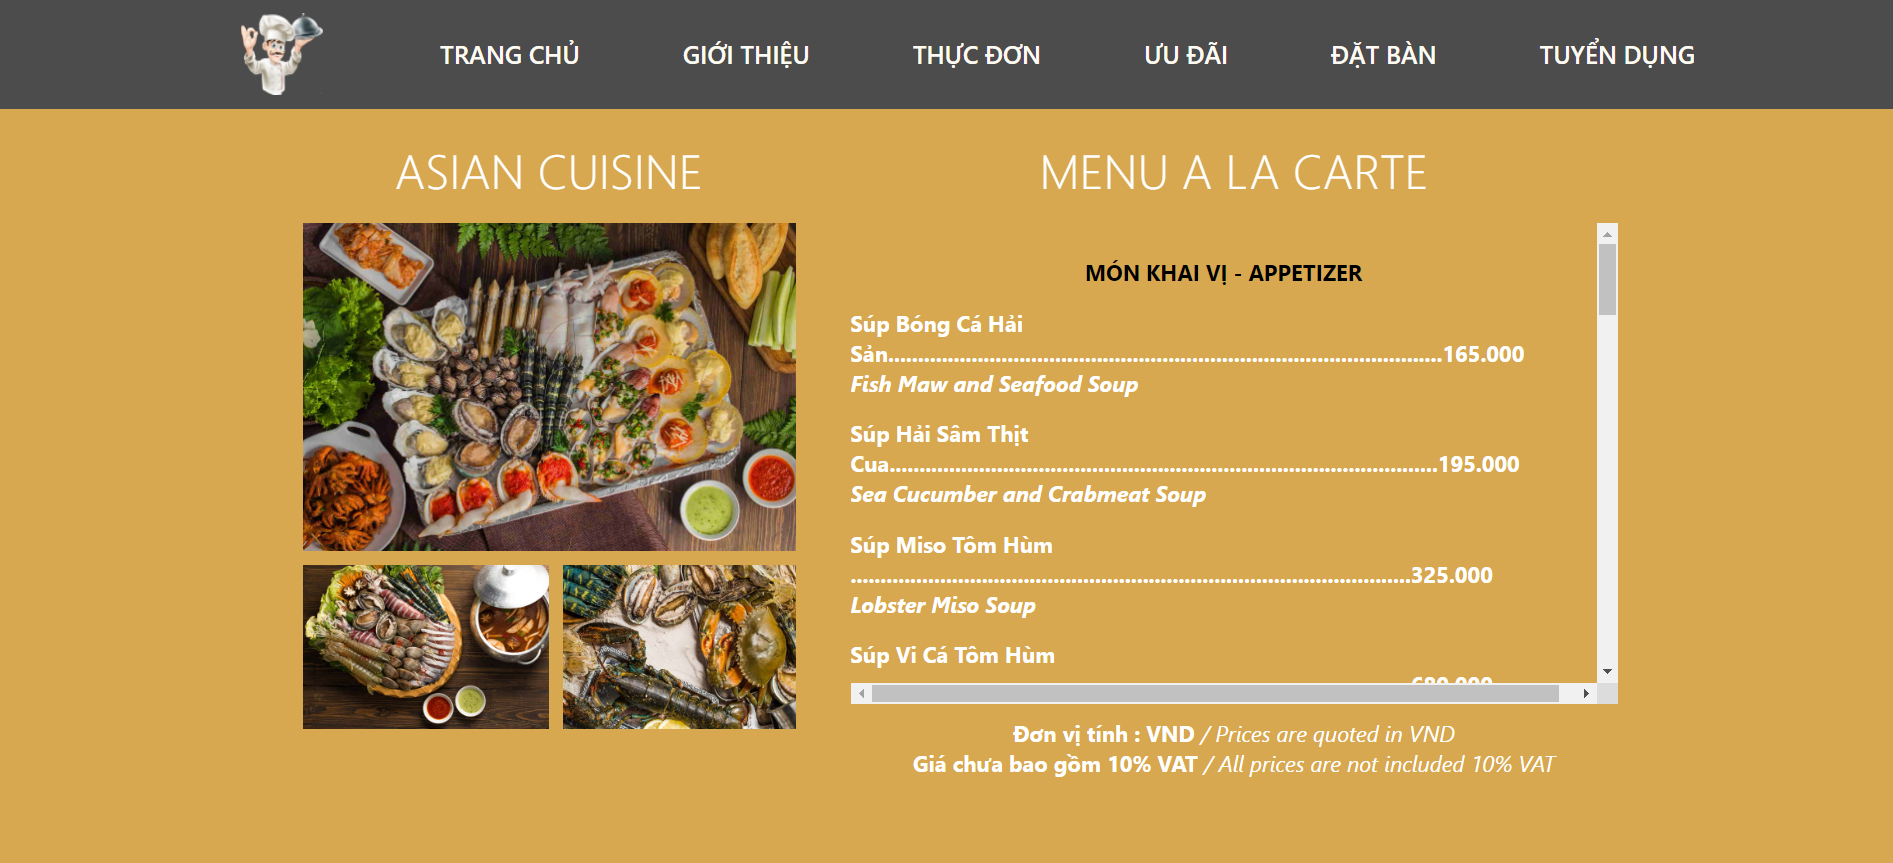 TRANG CHỦ GIỚI THIỆU THỰC ĐƠN ƯU ĐÃI ĐẶT BÀN TUYỂN DỤNG
ASIAN CUISINE
MENU A LA CARTE
MÓN KHAI VỊ - APPETIZER
Súp Bóng Cá Hải
Sản.............................................................................................165.000
Fish Maw and Seafood Soup
Súp Hải Sâm Thịt
Cua............................................................................................195.000
Sea Cucumber and Crabmeat Soup
Súp Miso Tôm Hùm
..............................................................................................325.000
Lobster Miso Soup
Súp Vi Cá Tôm Hùm
Đơn vị tính : VND / Prices are quoted in VND
Giá chưa bao gồm 10% VAT / All prices are not included 10% VAT